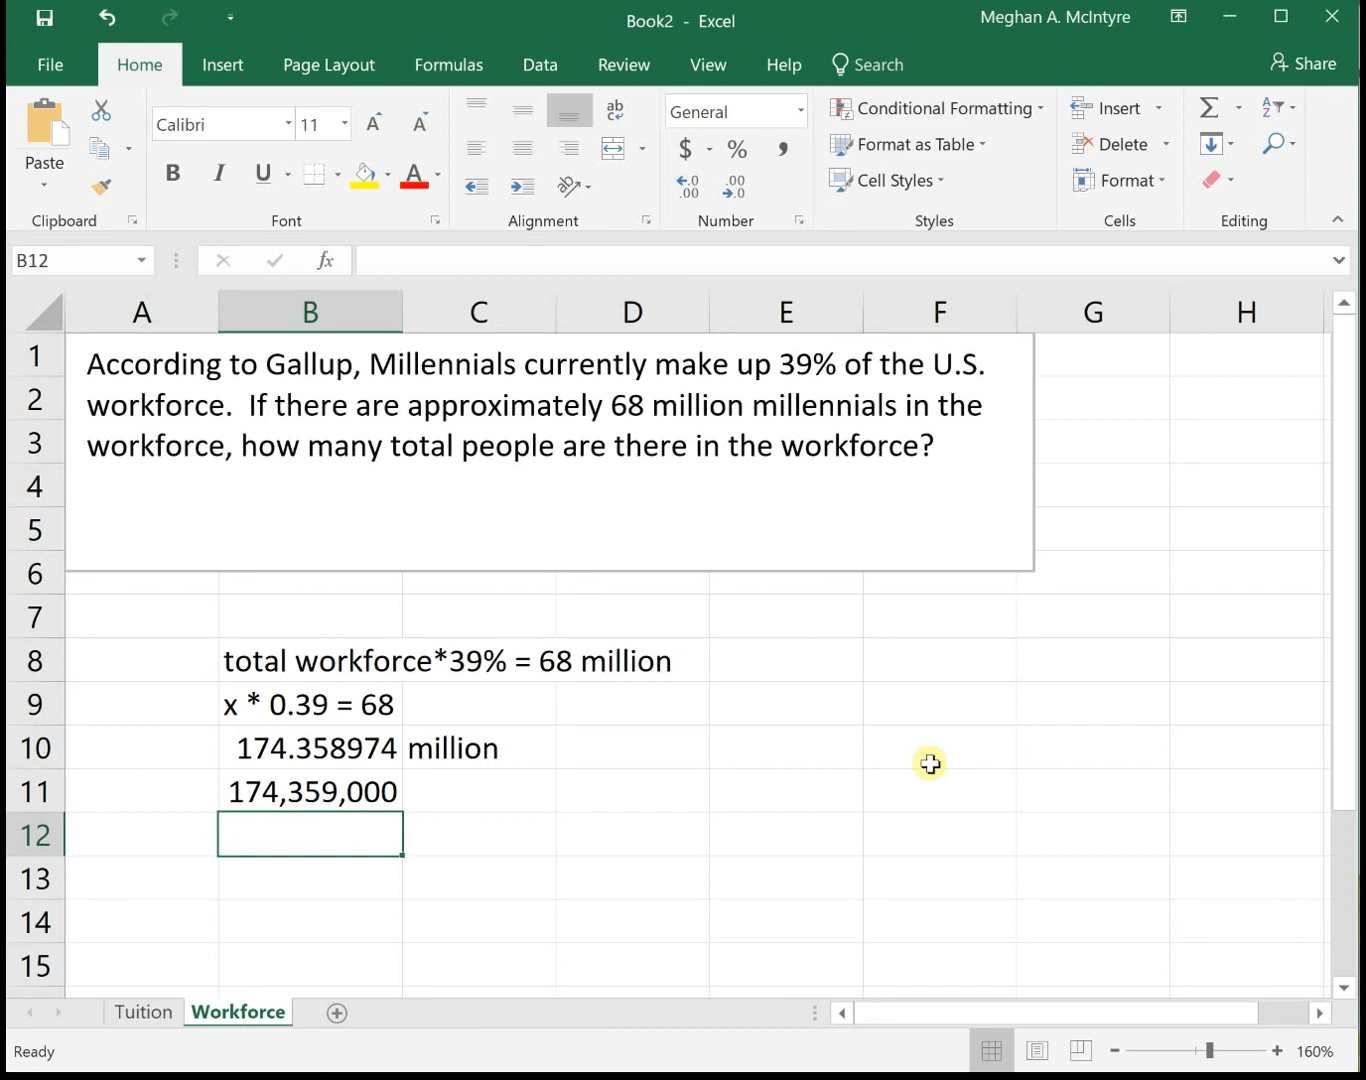 Book2 - Excel
Meghan A. McIntyre
File Home Insert Page Layout Formulas Data Review View Help Search Share
Paste
Calibri 11 A A
B I U A
ab
General
$ % ,
.0 .00
.00 .0
Conditional Formatting
Format as Table
Cell Styles
Insert
Delete
Format
Σ
Clipboard Font Alignment Number Styles Cells Editing
B12 fx
A B C D E F G H
1
According to Gallup, Millennials currently make up 39% of the U.S.
2
workforce. If there are approximately 68 million millennials in the
3
workforce, how many total people are there in the workforce?
4
5
6
7
8 total workforce*39% = 68 million
9 x * 0.39 = 68
10 174.358974 million
11 174,359,000
12
13
14
15
Tuition Workforce
Ready 160%